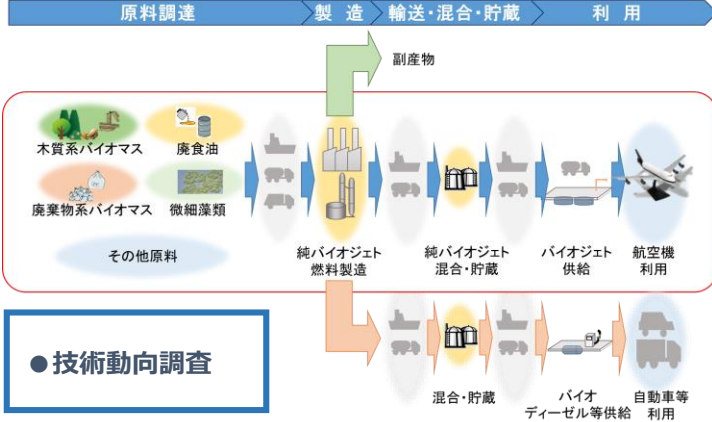 原料調達
製造
輸送・混合・貯蔵
利用
副産物
木質系バイオマス
廃食油
廃棄物系バイオマス
微細藻類
その他原料
純バイオジェット
燃料製造
純バイオジェット
混合・貯蔵
バイオジェット
供給
航空機
利用
●技術動向調査
混合・貯蔵
バイオ
ディーゼル等供給
自動車等
利用